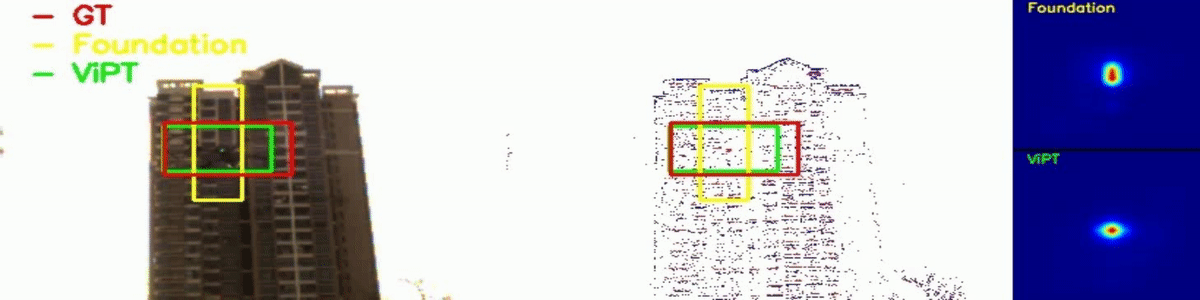 — GT
— Foundation
— ViPT
Foundation
ViPT